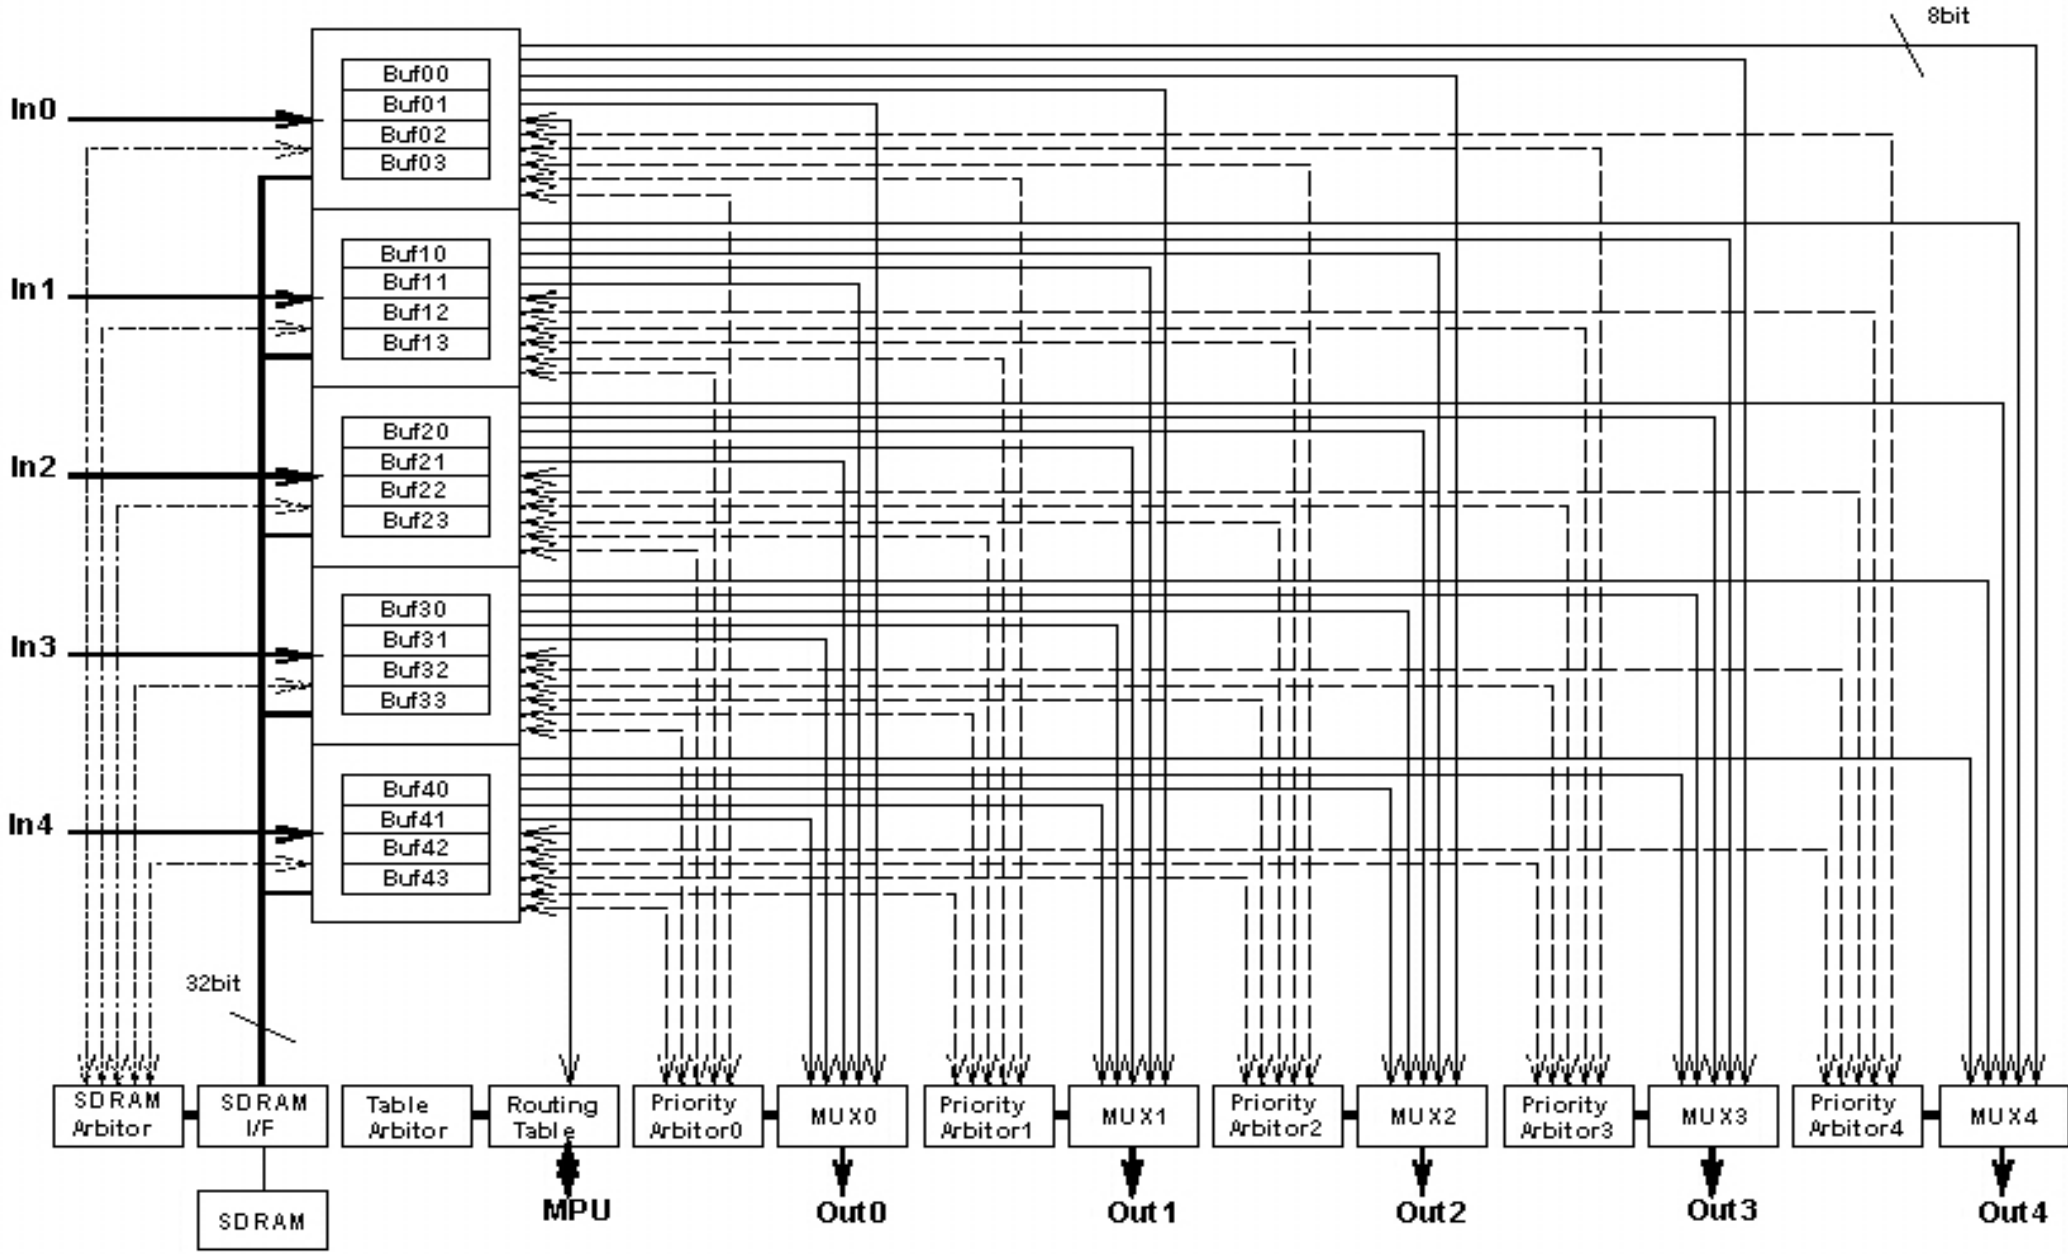 8bit
Buf00
Buf01
Buf02
Buf03
In0
Buf10
Buf11
Buf12
Buf13
In1
Buf20
Buf21
Buf22
Buf23
In2
Buf30
Buf31
Buf32
Buf33
In3
Buf40
Buf41
Buf42
Buf43
In4
32bit
SDRAM
Arbitor
SDRAM
I/F
Table
Arbitor
Routing
Table
Priority
Arbitor0
MUX0
Priority
Arbitor1
MUX1
Priority
Arbitor2
MUX2
Priority
Arbitor3
MUX3
Priority
Arbitor4
MUX4
SDRAM
MPU
Out0
Out1
Out2
Out3
Out4